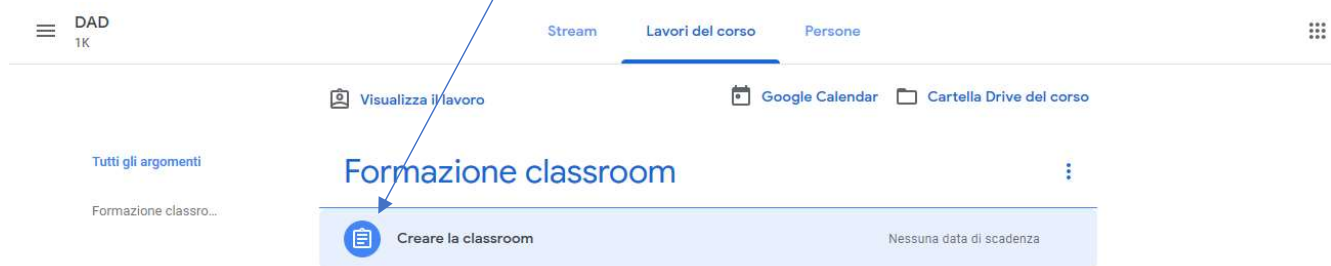 DAD
1K
Stream Lavori del corso Persone
Visualizza il lavoro Google Calendar Cartella Drive del corso
Tutti gli argomenti
Formazione classroom
Formazione classro...
Creare la classroom Nessuna data di scadenza